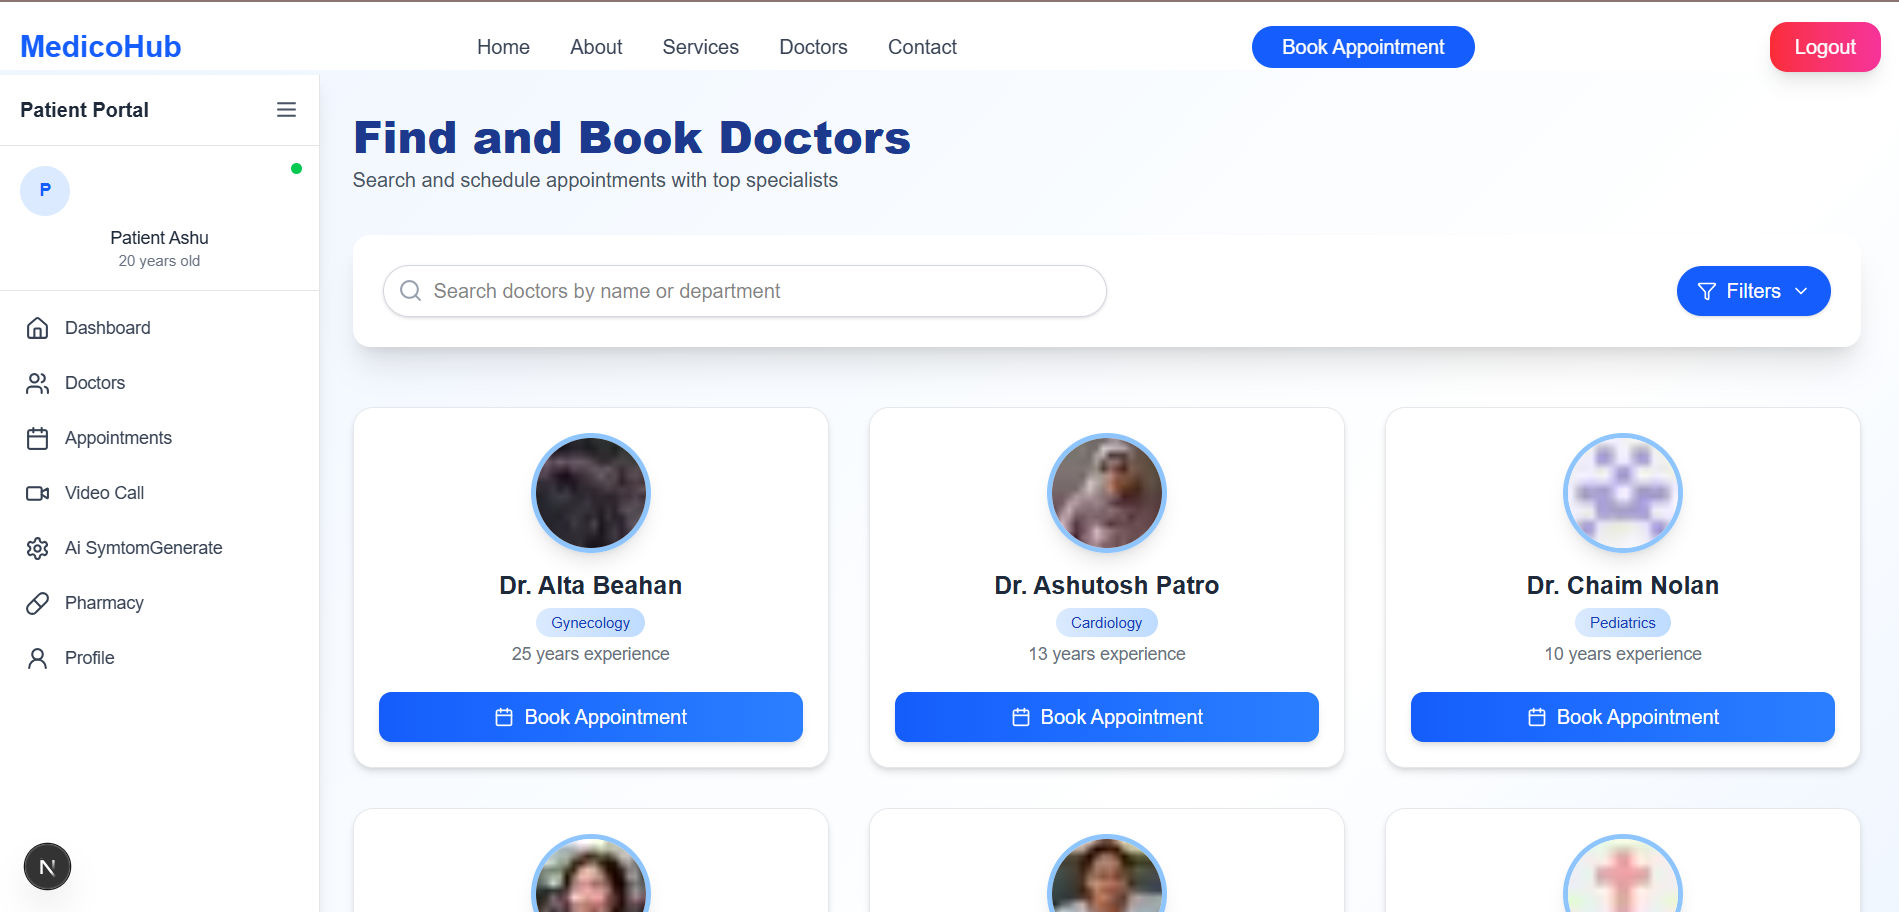 MedicoHub
Home About Services Doctors Contact
Book Appointment
Logout
Patient Portal
P
Patient Ashu
20 years old
Dashboard
Doctors
Appointments
Video Call
Ai SymtomGenerate
Pharmacy
Profile
N
Find and Book Doctors
Search and schedule appointments with top specialists
Search doctors by name or department
Filters
Dr. Alta Beahan
Gynecology
25 years experience
Book Appointment
Dr. Ashutosh Patro
Cardiology
13 years experience
Book Appointment
Dr. Chaim Nolan
Pediatrics
10 years experience
Book Appointment